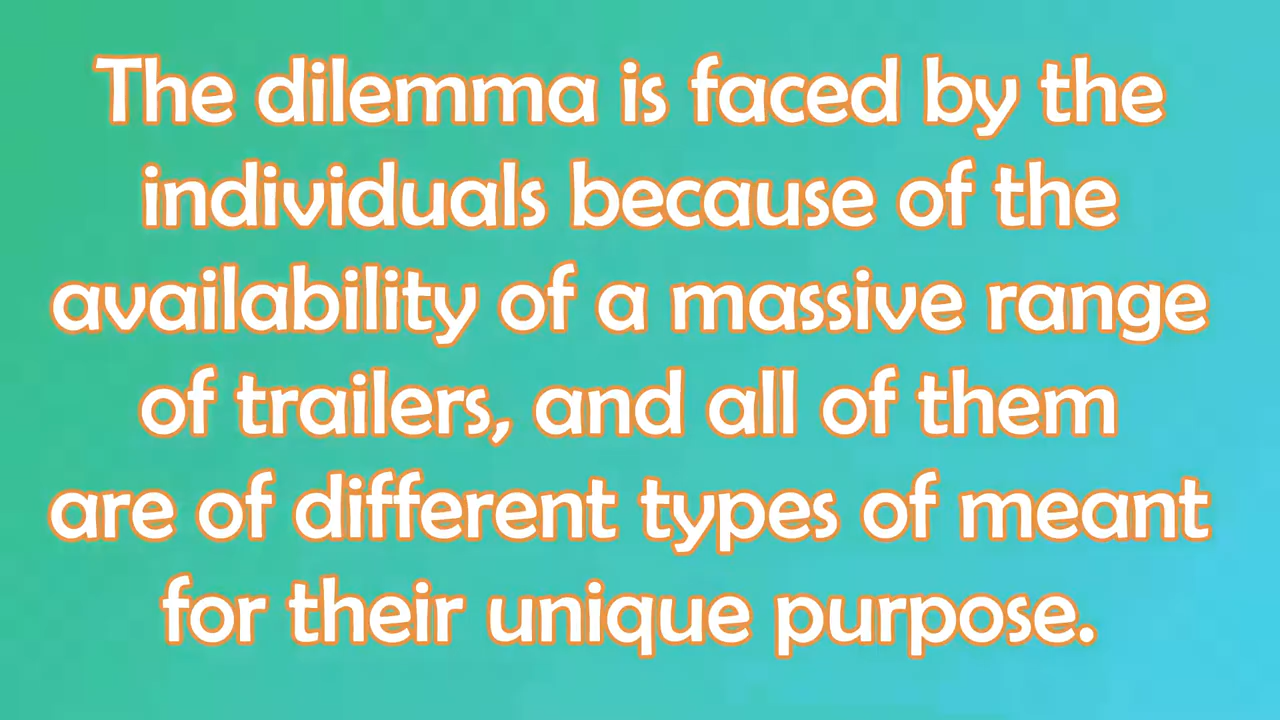 The dilemma is faced by the
individuals because of the
availability of a massive range
of trailers, and all of them
are of different types of meant
for their unique purpose.